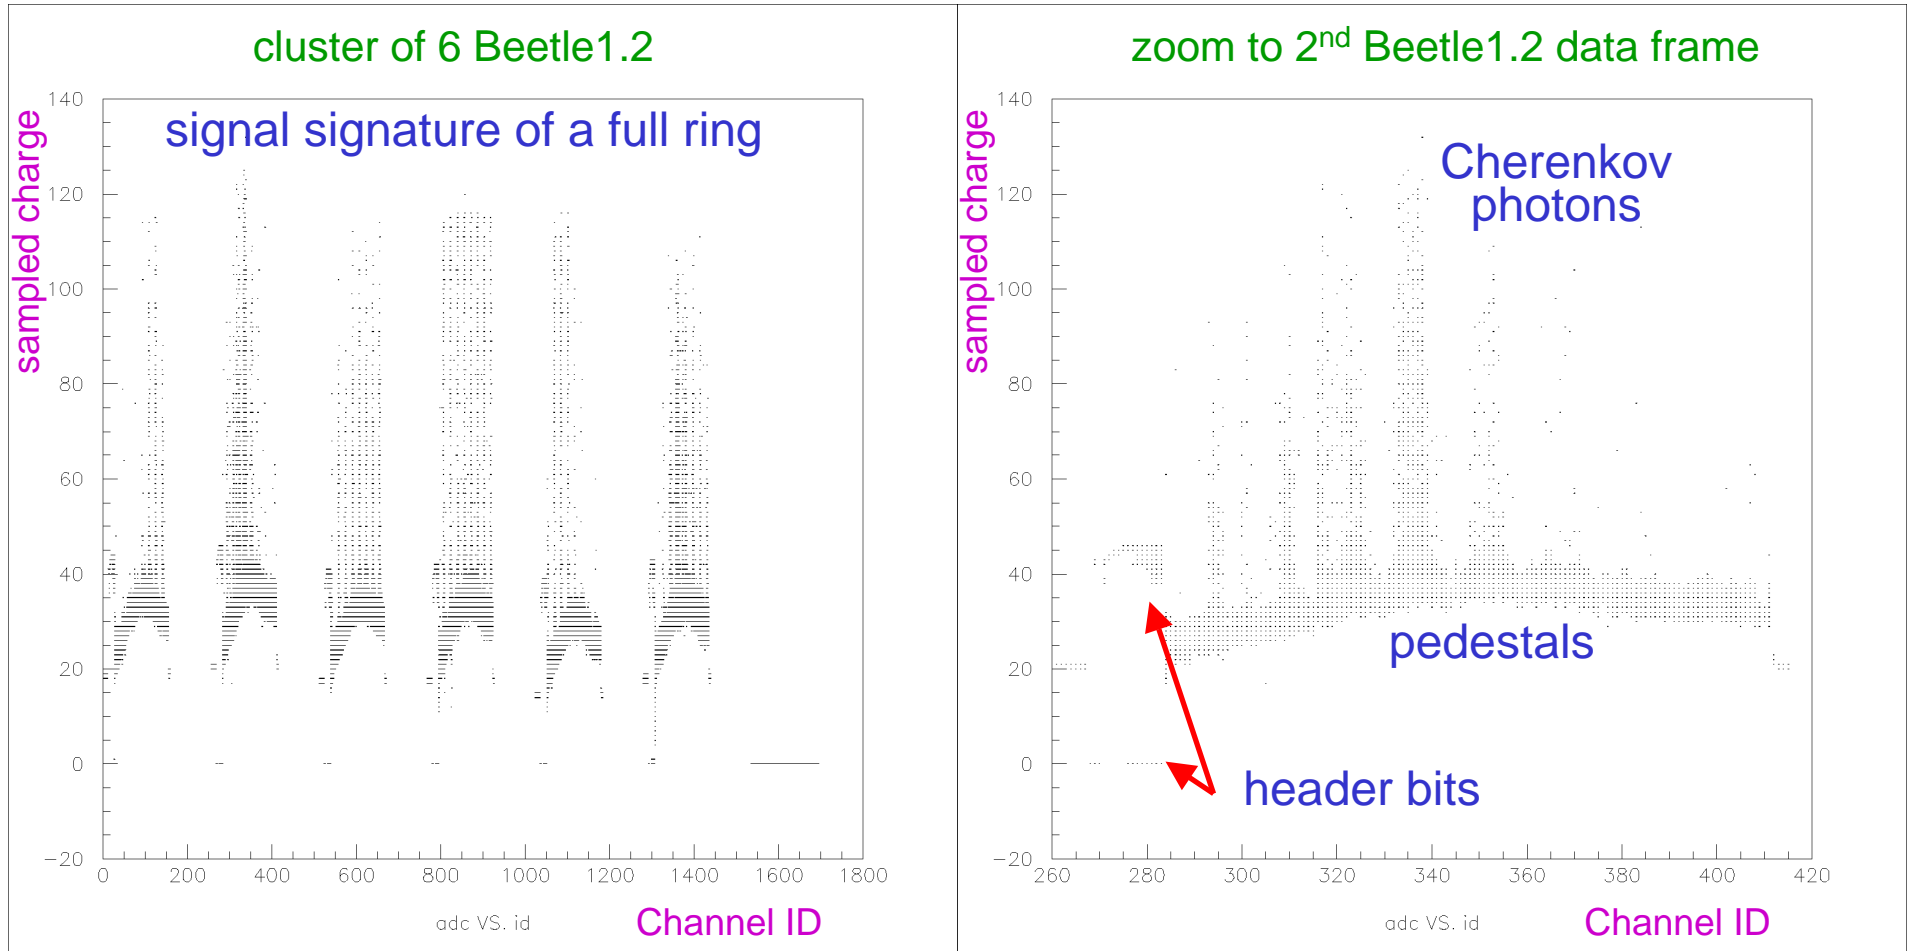 cluster of 6 Beetle1.2
signal signature of a full ring
sampled charge
140
120
100
80
60
40
20
0
−20
0 200 400 600 800 1000 1200 1400 1600 1800
adc VS. id
Channel ID
zoom to 2nd Beetle1.2 data frame
Cherenkov
photons
sampled charge
140
120
100
80
60
40
20
0
−20
pedestals
header bits
260 280 300 320 340 360 380 400 420
adc VS. id
Channel ID